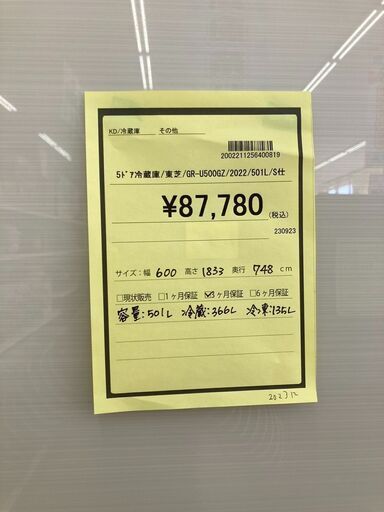 KD/冷蔵庫　その他
2002211256400819
5ﾄﾞｱ冷蔵庫/東芝/GR-U500GZ/2022/501L/S仕
¥87,780(税込)
230923
サイズ:幅 600 高さ 1833 奥行 748 cm
□現状販売 □1ヶ月保証 ☑3ヶ月保証 □6ヶ月保証
容量:501L 冷蔵:366L 冷凍:135L